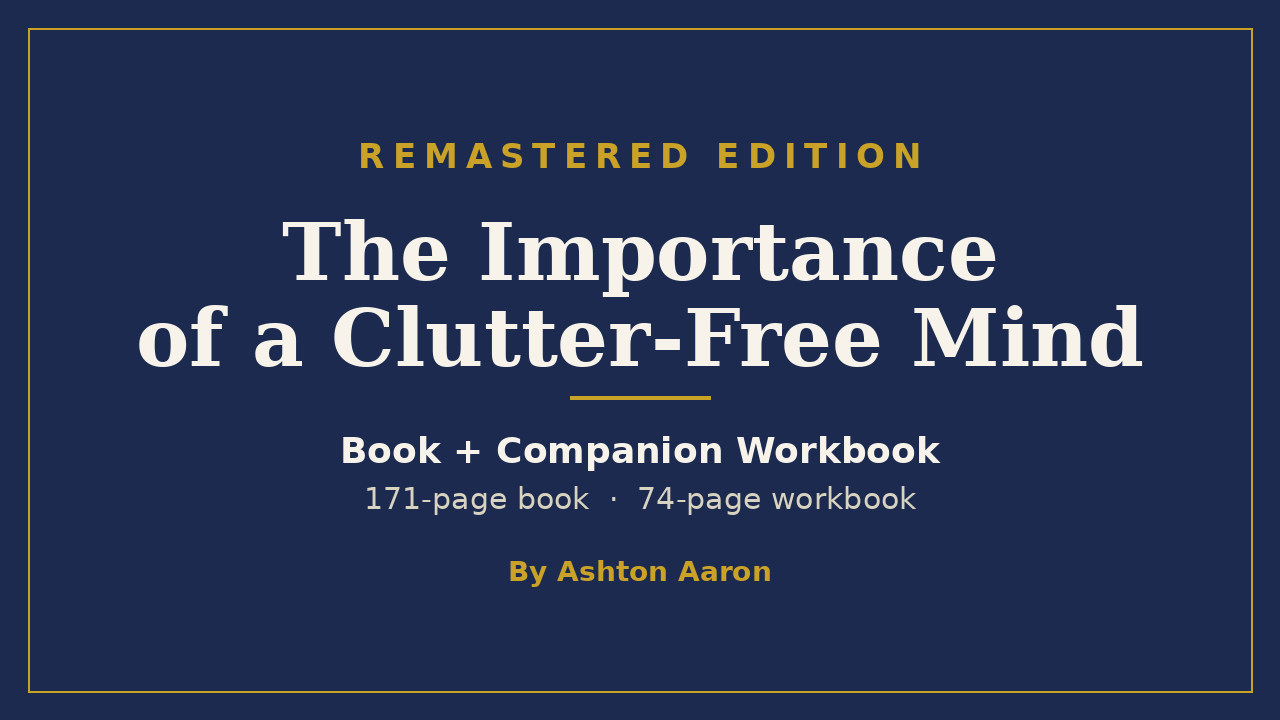 REMASTERED EDITION
The Importance
of a Clutter-Free Mind
Book + Companion Workbook
171-page book · 74-page workbook
By Ashton Aaron